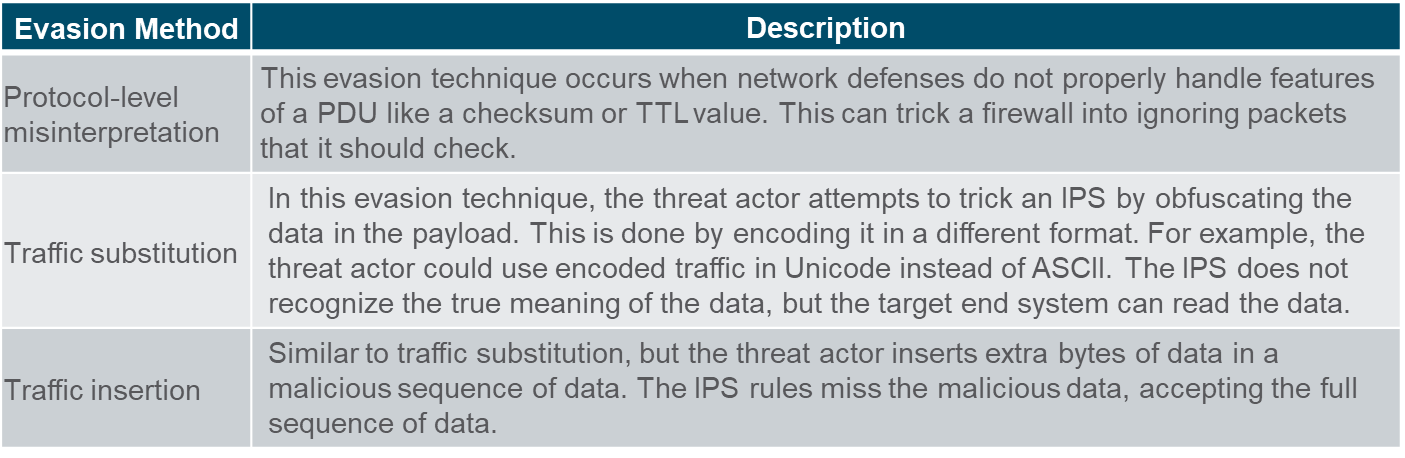 Evasion Method
Description
Protocol-level
misinterpretation
This evasion technique occurs when network defenses do not properly handle features
of a PDU like a checksum or TTL value. This can trick a firewall into ignoring packets
that it should check.
Traffic substitution
In this evasion technique, the threat actor attempts to trick an IPS by obfuscating the
data in the payload. This is done by encoding it in a different format. For example, the
threat actor could use encoded traffic in Unicode instead of ASCII. The IPS does not
recognize the true meaning of the data, but the target end system can read the data.
Traffic insertion
Similar to traffic substitution, but the threat actor inserts extra bytes of data in a
malicious sequence of data. The IPS rules miss the malicious data, accepting the full
sequence of data.